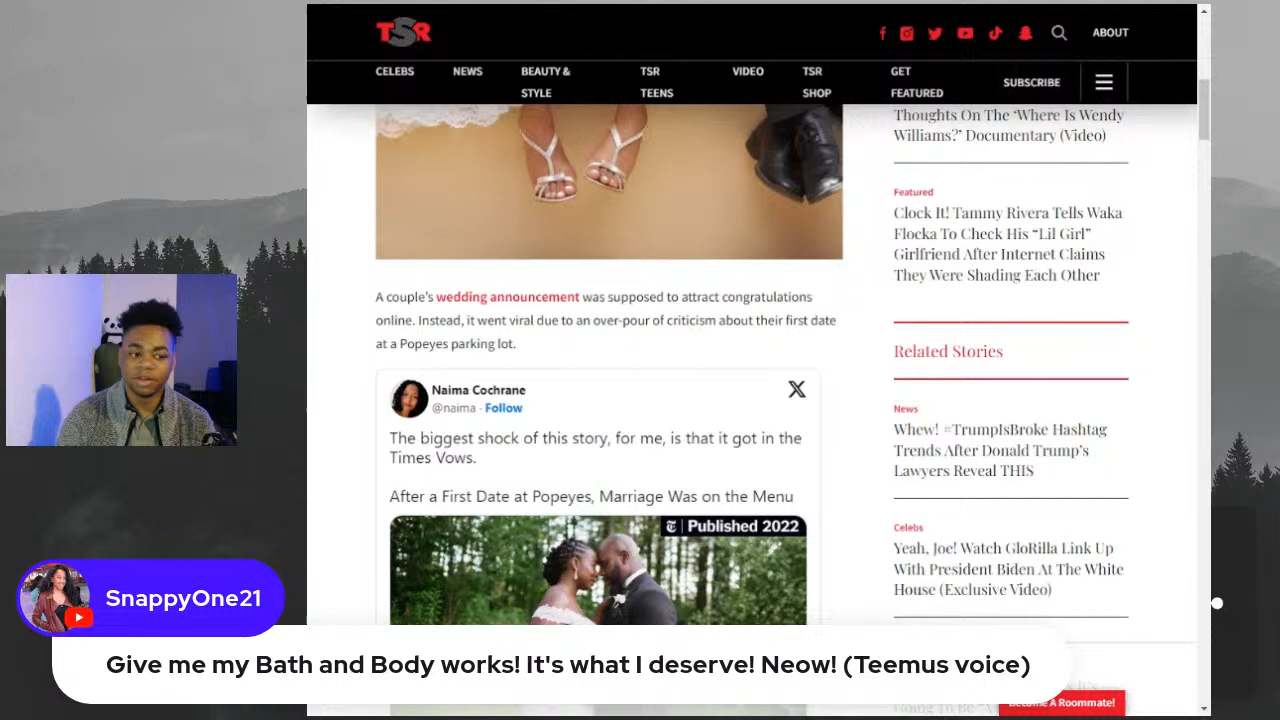 TSR
ABOUT
CELEBS
NEWS
BEAUTY &
STYLE
TSR
TEENS
VIDEO
TSR
SHOP
GET
FEATURED
SUBSCRIBE
Thoughts On The ‘Where Is Wendy
Williams?’ Documentary (Video)
Featured
Clock It! Tammy Rivera Tells Waka
Flocka To Check His “Lil Girl”
Girlfriend After Internet Claims
They Were Shading Each Other
A couple's wedding announcement was supposed to attract congratulations
online. Instead, it went viral due to an over-pour of criticism about their first date
at a Popeyes parking lot.
Related Stories
Naima Cochrane
@naima · Follow
The biggest shock of this story, for me, is that it got in the
Times Vows.
After a First Date at Popeyes, Marriage Was on the Menu
Published 2022
News
Whew! #TrumpIsBroke Hashtag
Trends After Donald Trump’s
Lawyers Reveal THIS
Celebs
Yeah, Joe! Watch GloRilla Link Up
With President Biden At The White
House (Exclusive Video)
SnappyOne21
Give me my Bath and Body works! It's what I deserve! Neow! (Teemus voice)
Become A Roommate!